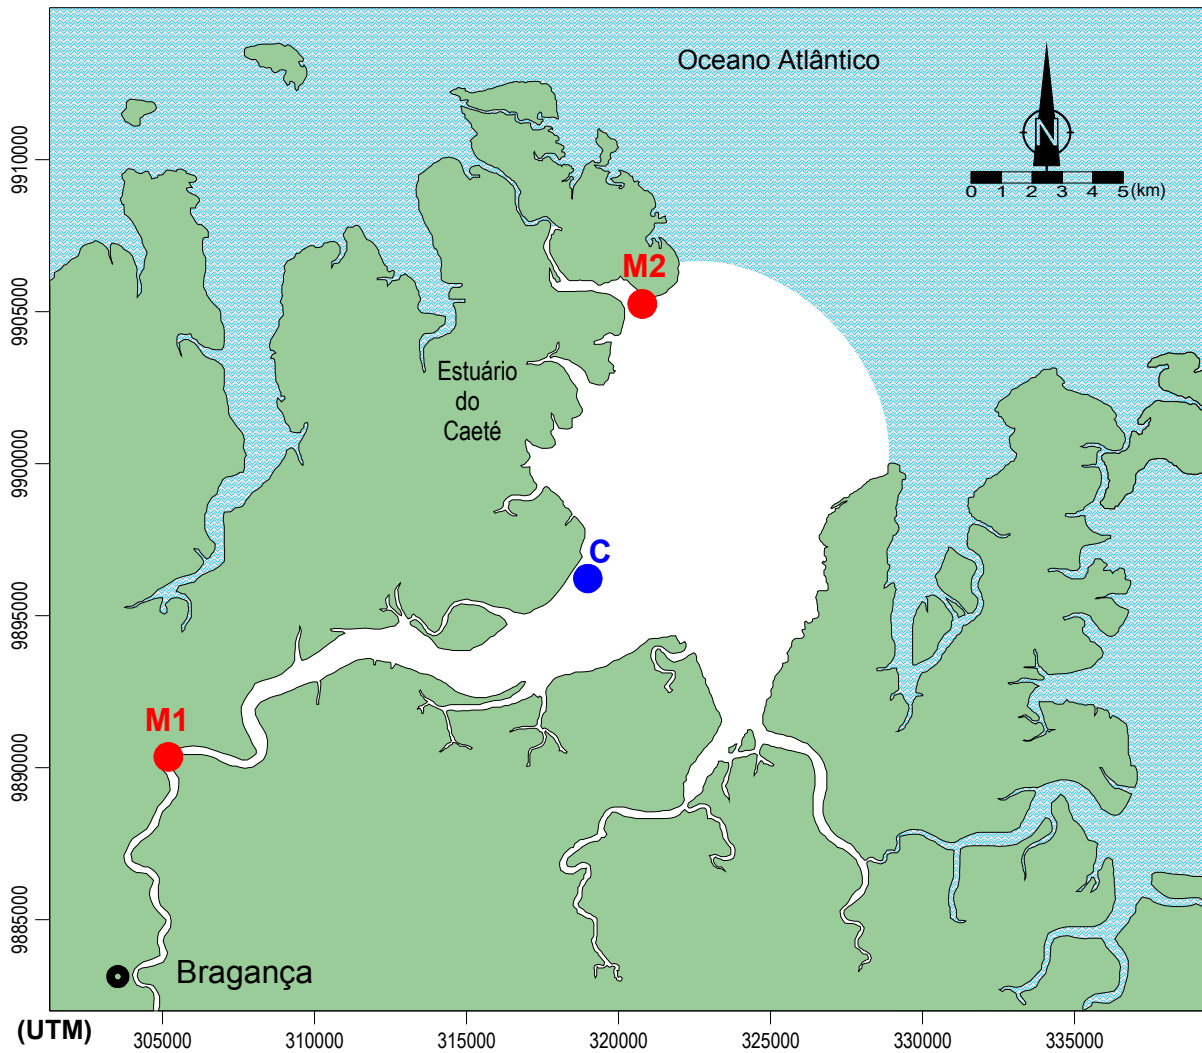 Oceano Atlântico
N
0 1 2 3 4 5 (km)
M2
Estuário
do
Caeté
C
M1
Bragança
(UTM)
9910000
9905000
9900000
9895000
9890000
9885000
305000 310000 315000 320000 325000 330000 335000